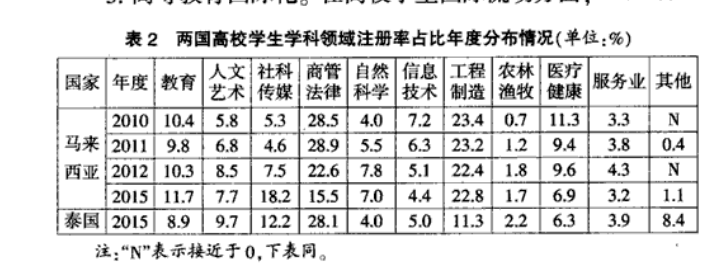 表 2 两国高校学生学科领域注册率占比年度分布情况(单位:%)
国家 年度 教育 人文艺术 社科传媒 商管法律 自然科学 信息技术 工程制造 农林渔牧 医疗健康 服务业 其他
马来西亚 2010 10.4 5.8 5.3 28.5 4.0 7.2 23.4 0.7 11.3 3.3 N
2011 9.8 6.8 4.6 28.9 5.5 6.3 23.2 1.2 9.4 3.8 0.4
2012 10.3 8.5 7.5 22.6 7.8 5.1 22.4 1.8 9.6 4.3 N
2015 11.7 7.7 18.2 15.5 7.0 4.4 22.8 1.7 6.9 3.2 1.1
泰国 2015 8.9 9.7 12.2 28.1 4.0 5.0 11.3 2.2 6.3 3.9 8.4
注:“N”表示接近于0,下表同。